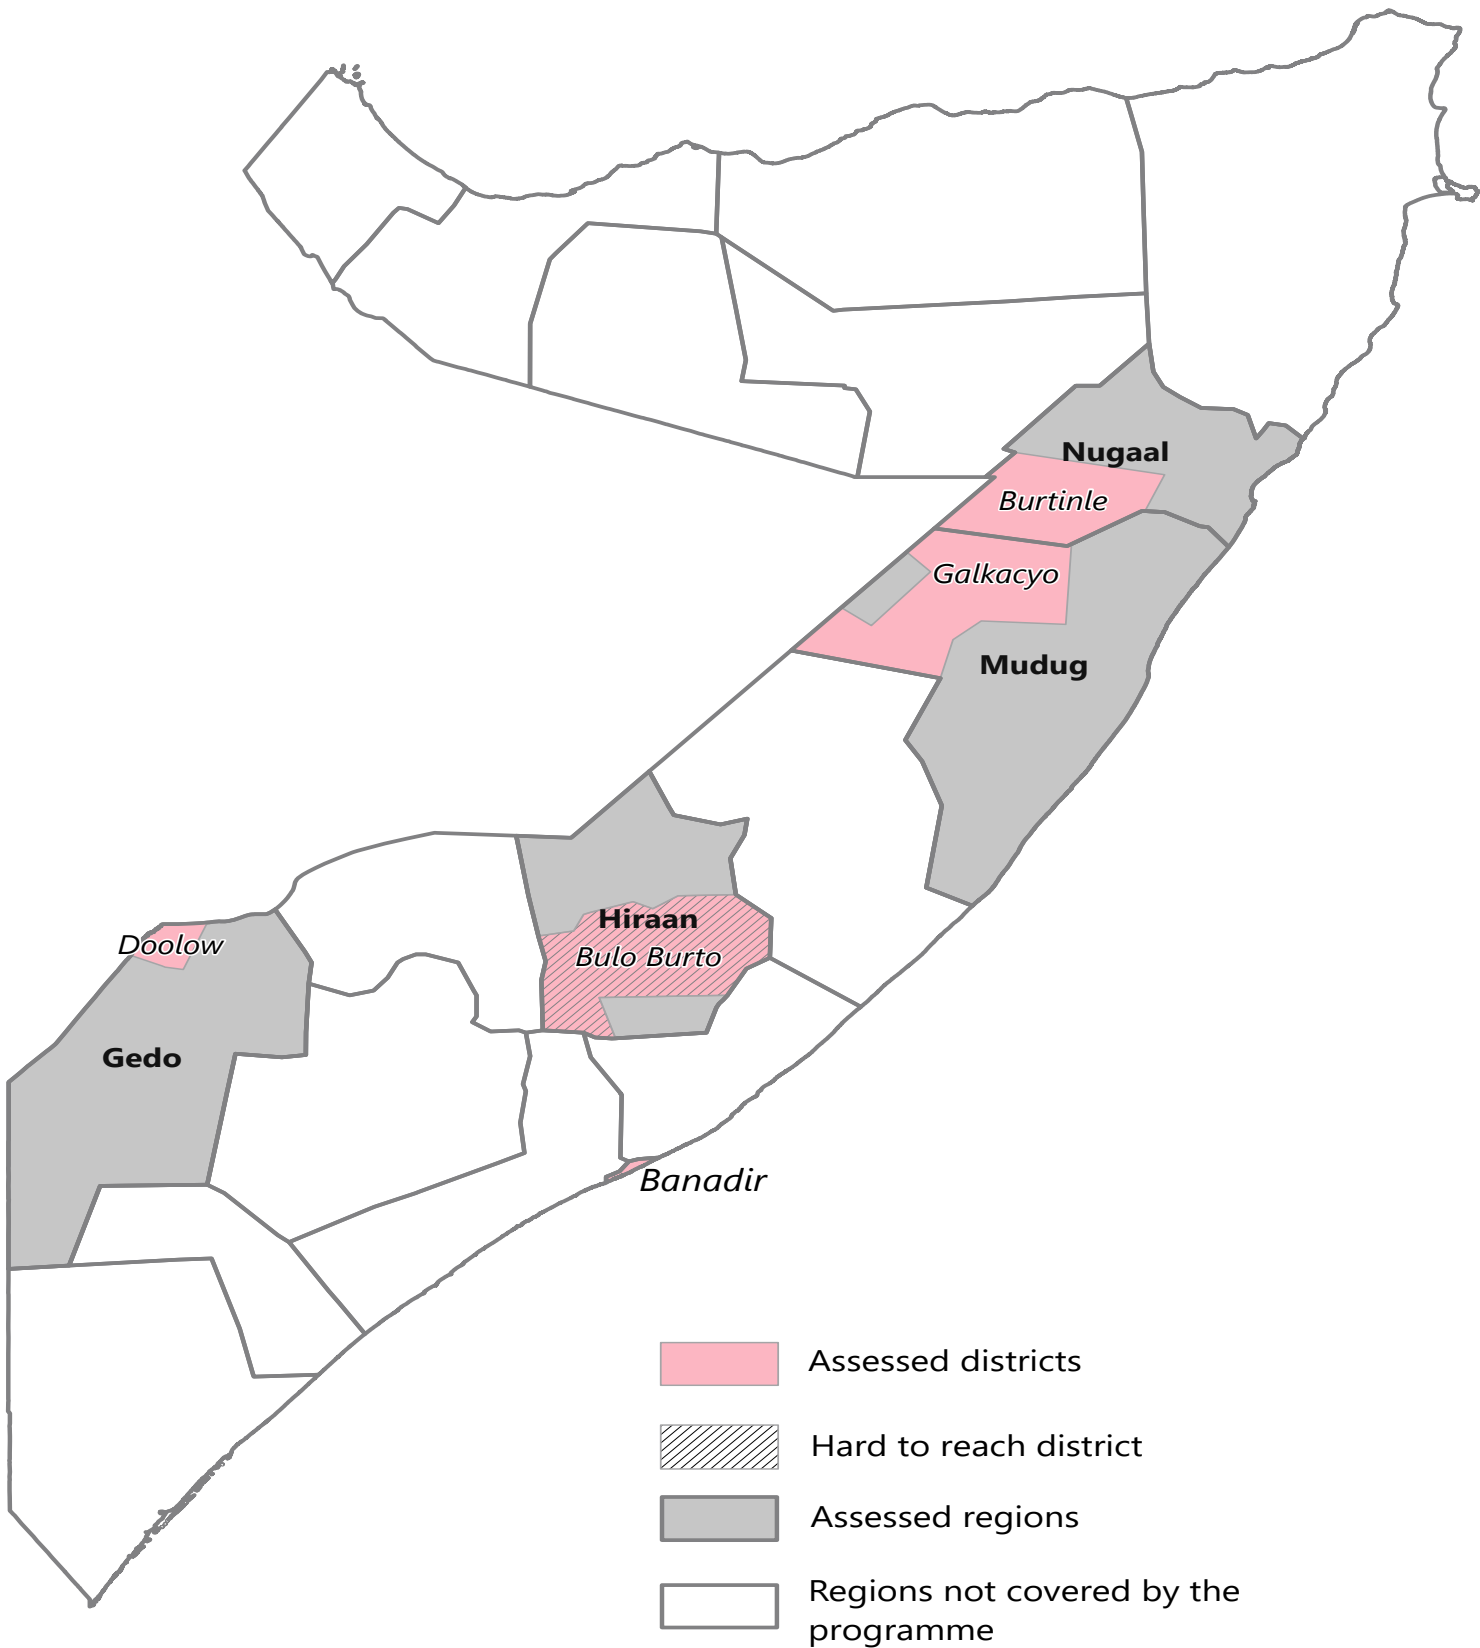 Nugaal
Burtinle
Galkacyo
Mudug
Hiraan
Doolow
Bulo Burto
Gedo
Banadir
Assessed districts
Hard to reach district
Assessed regions
Regions not covered by the
programme